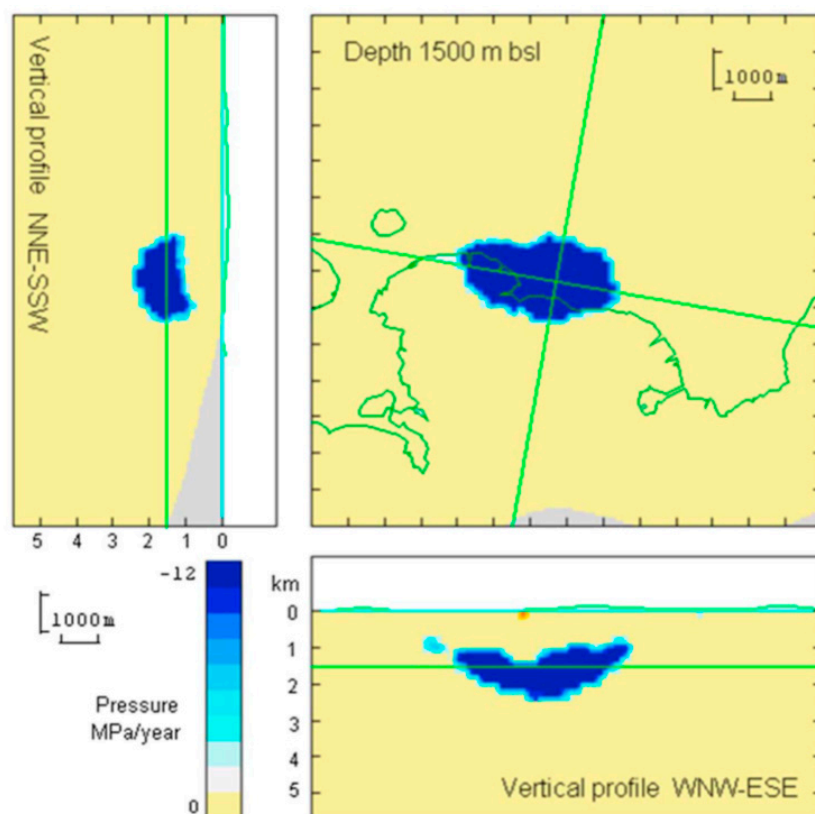 Vertical profile NNE-SSW
Depth 1500 m bsl
1000m
5 4 3 2 1 0
1000m
-12
0
Pressure
MPa/year
km
0
1
2
3
4
5
Vertical profile WNW-ESE